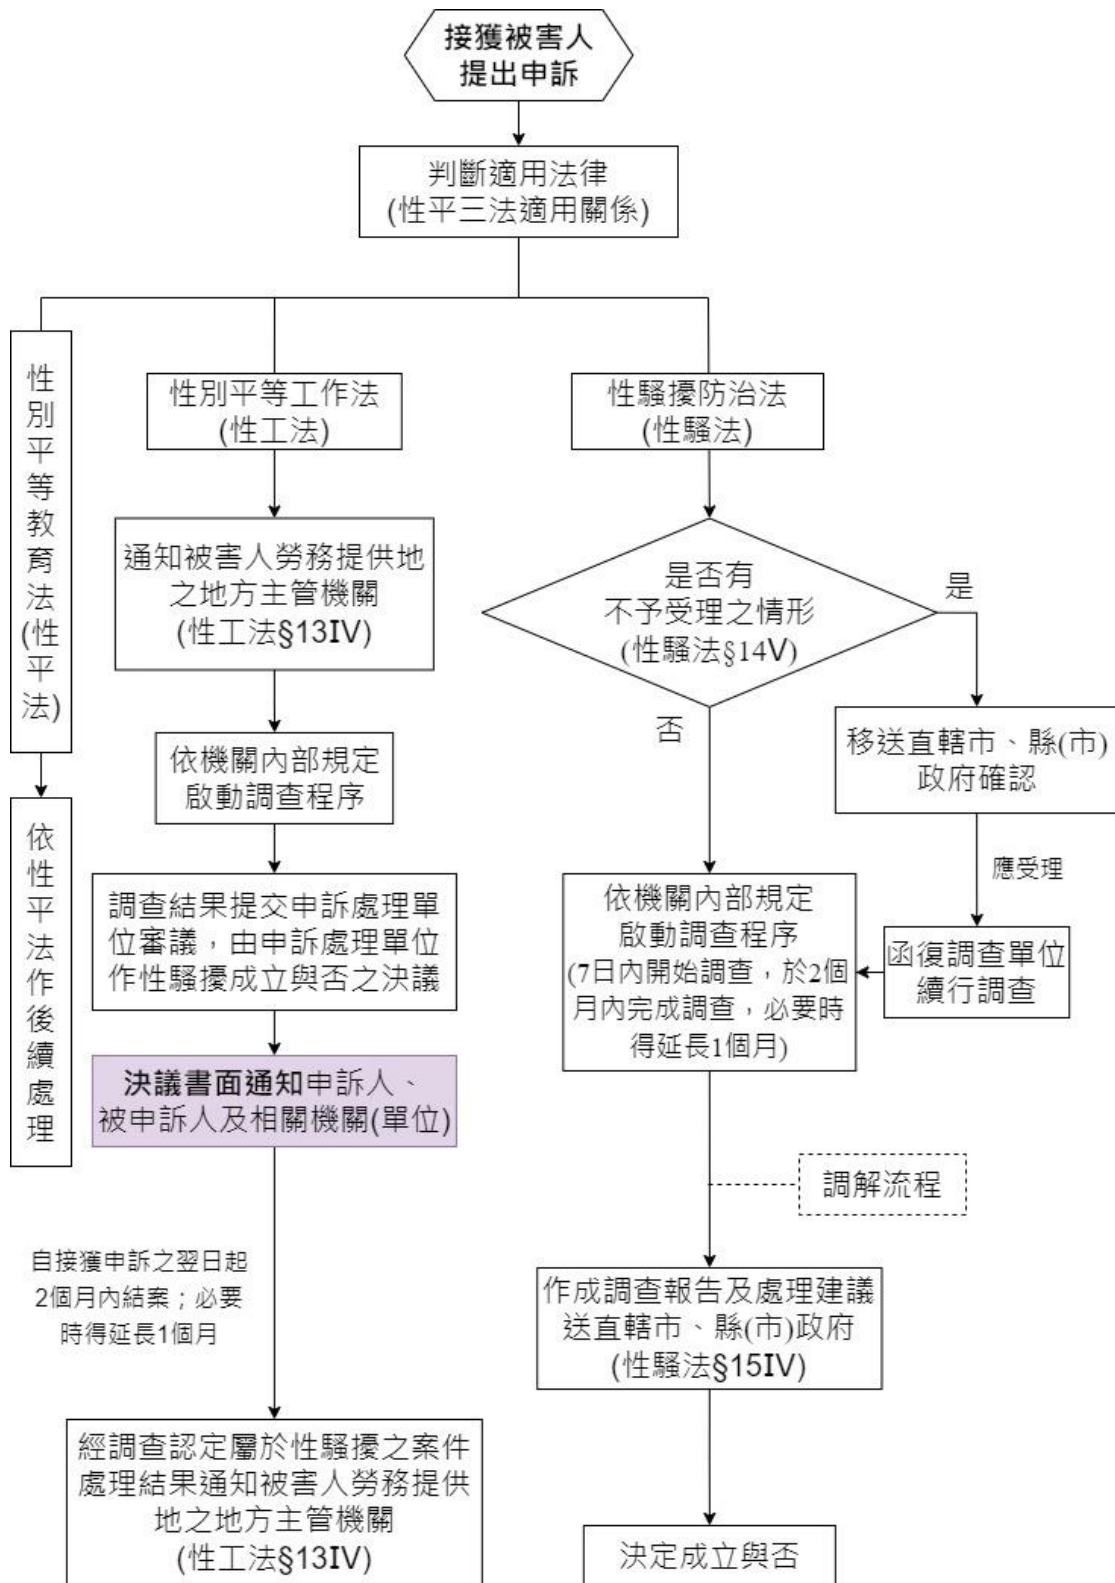 接獲被害人
提出申訴
判斷適用法律
(性平三法適用關係)
性別平等教育法(性平法)
依性平法作後續處理
性別平等工作法
(性工法)
通知被害人勞務提供地
之地方主管機關
(性工法§13IV)
依機關內部規定
啟動調查程序
調查結果提交申訴處理單
位審議，由申訴處理單位
作性騷擾成立與否之決議
決議書面通知申訴人、
被申訴人及相關機關(單位)
自接獲申訴之翌日起
2個月內結案；必要
時得延長1個月
經調查認定屬於性騷擾之案件
處理結果通知被害人勞務提供
地之地方主管機關
(性工法§13IV)
性騷擾防治法
(性騷法)
是否有
不予受理之情形
(性騷法§14V)
是
否
移送直轄市、縣(市)
政府確認
應受理
函復調查單位
續行調查
依機關內部規定
啟動調查程序
(7日內開始調查，於2個
月內完成調查，必要時
得延長1個月)
調解流程
作成調查報告及處理建議
送直轄市、縣(市)政府
(性騷法§15IV)
決定成立與否